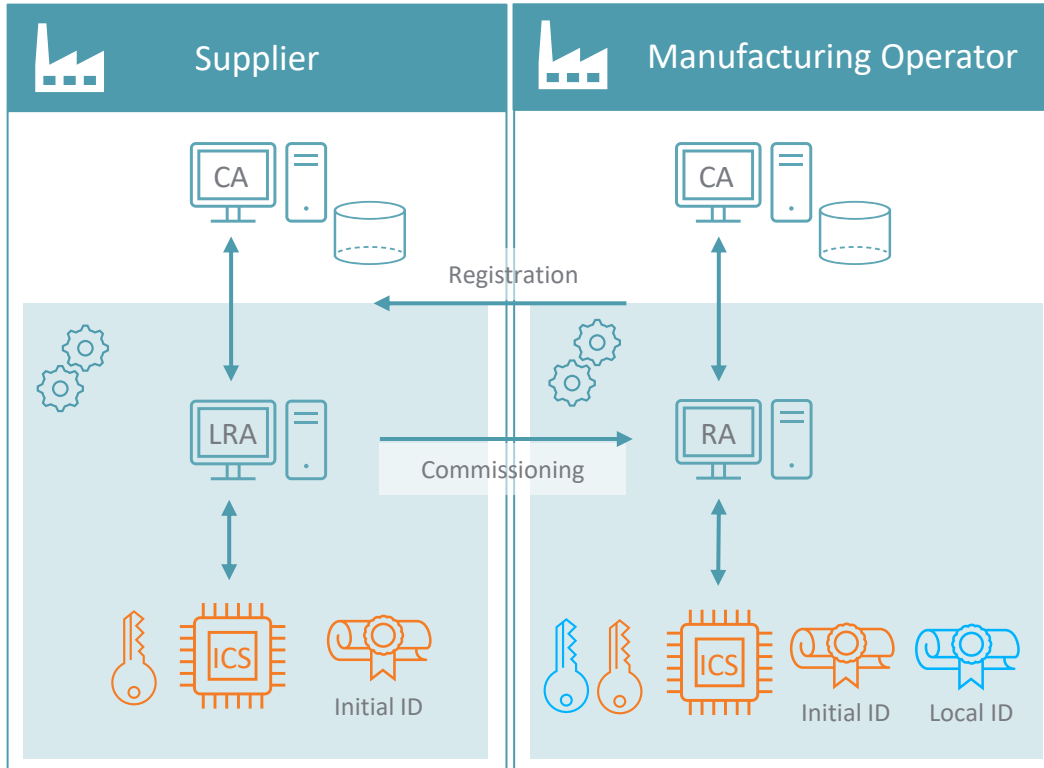 Supplier
Manufacturing Operator
CA
CA
Registration
LRA
RA
Commissioning
ICS
ICS
Initial ID
Initial ID
Local ID